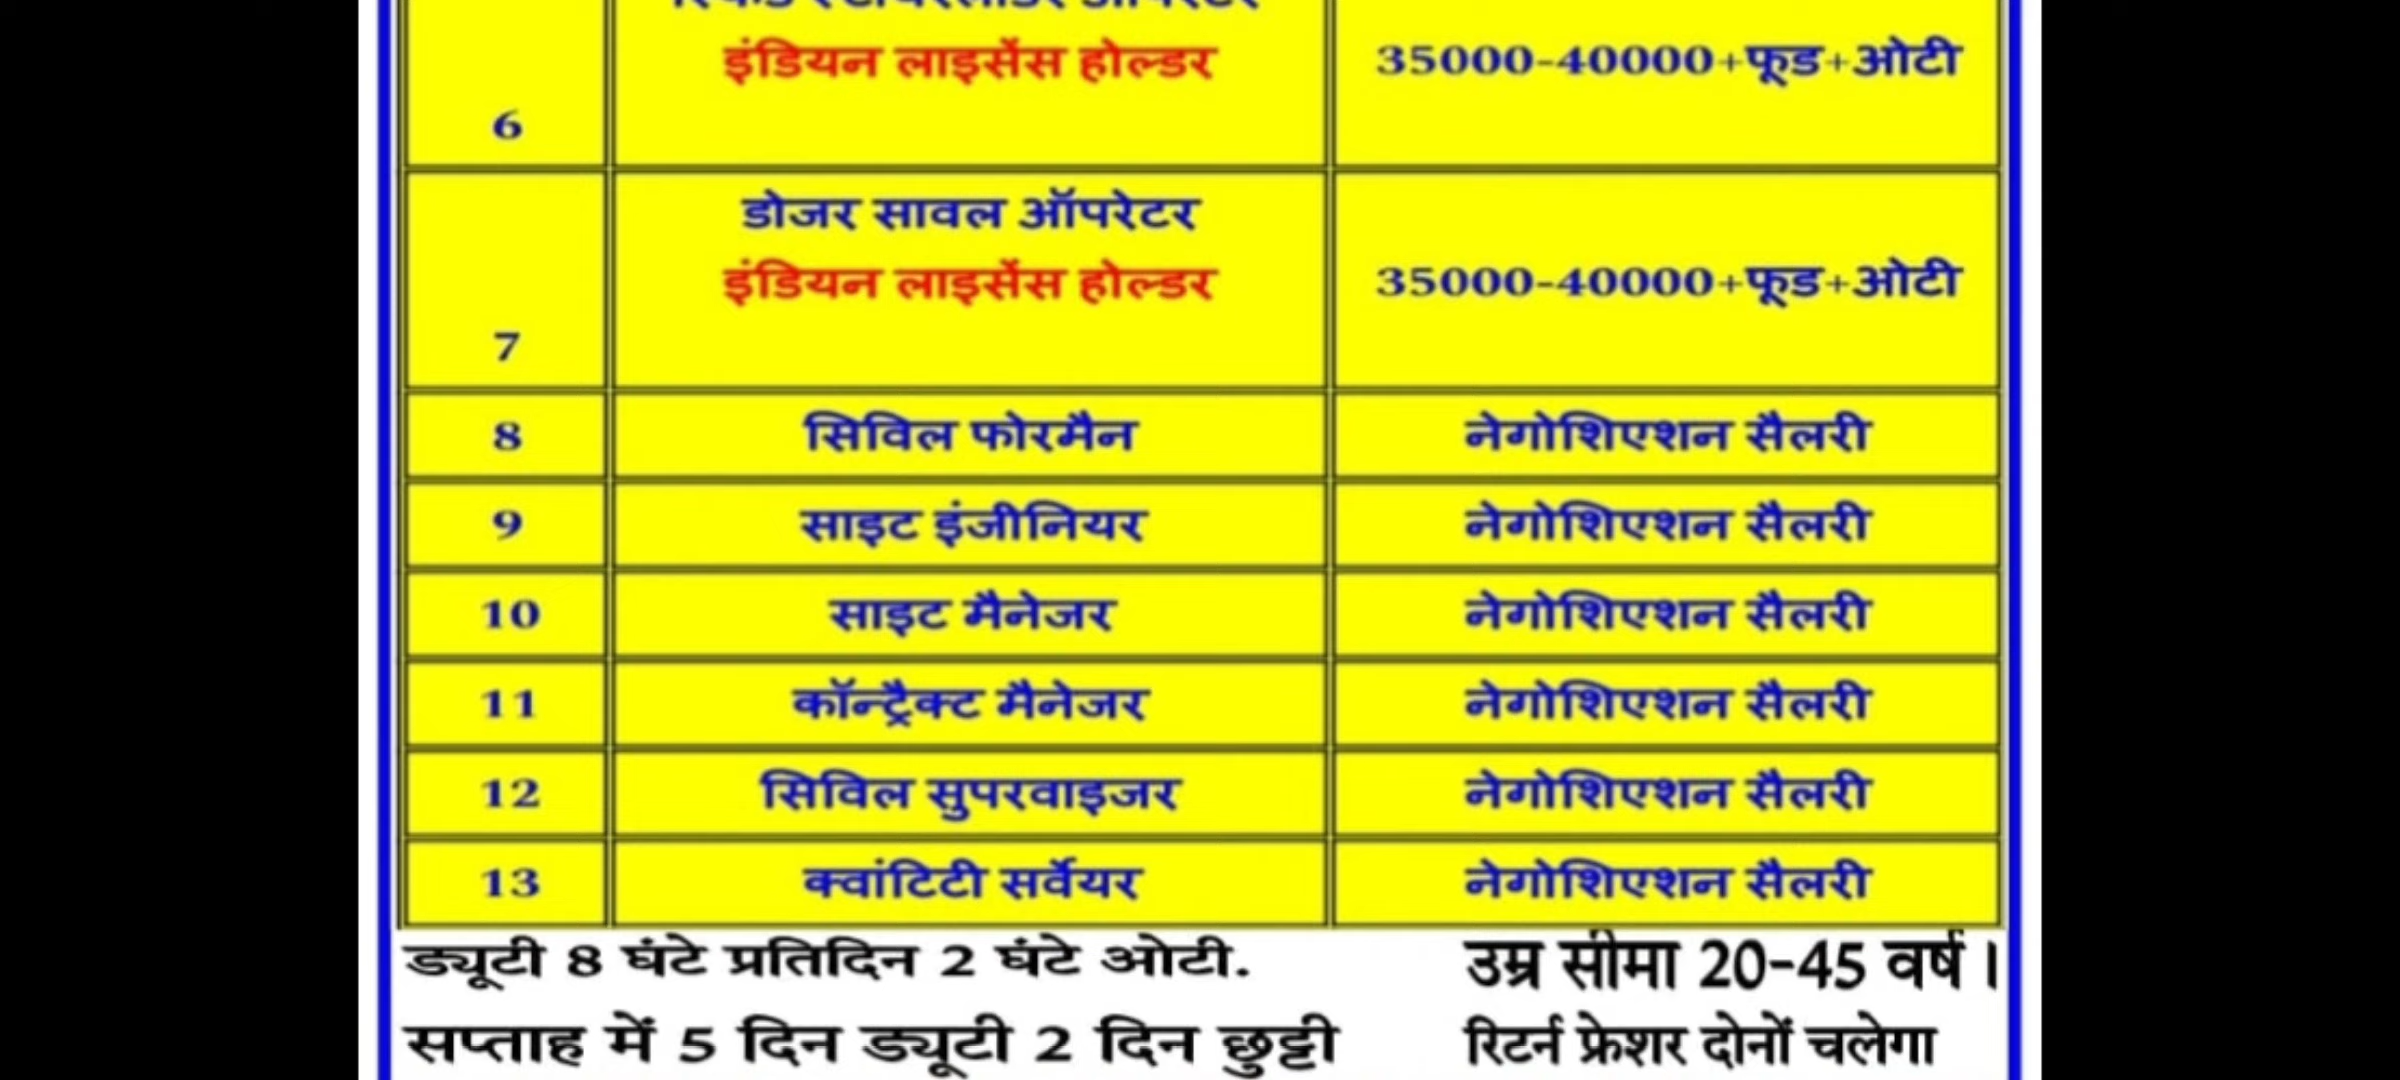 इंडियन लाइसेंस होल्डर
35000-40000+फूड+ओटी
6
डोजर सावल ऑपरेटर
इंडियन लाइसेंस होल्डर
35000-40000+फूड+ओटी
7
8 सिविल फोरमैन नेगोशिएशन सैलरी
9 साइट इंजीनियर नेगोशिएशन सैलरी
10 साइट मैनेजर नेगोशिएशन सैलरी
11 कॉन्ट्रैक्ट मैनेजर नेगोशिएशन सैलरी
12 सिविल सुपरवाइजर नेगोशिएशन सैलरी
13 क्वांटिटी सर्वेयर नेगोशिएशन सैलरी
ड्यूटी 8 घंटे प्रतिदिन 2 घंटे ओटी. उम्र सीमा 20-45 वर्ष।
सप्ताह में 5 दिन ड्यूटी 2 दिन छुट्टी रिटर्न फ्रेशर दोनों चलेगा